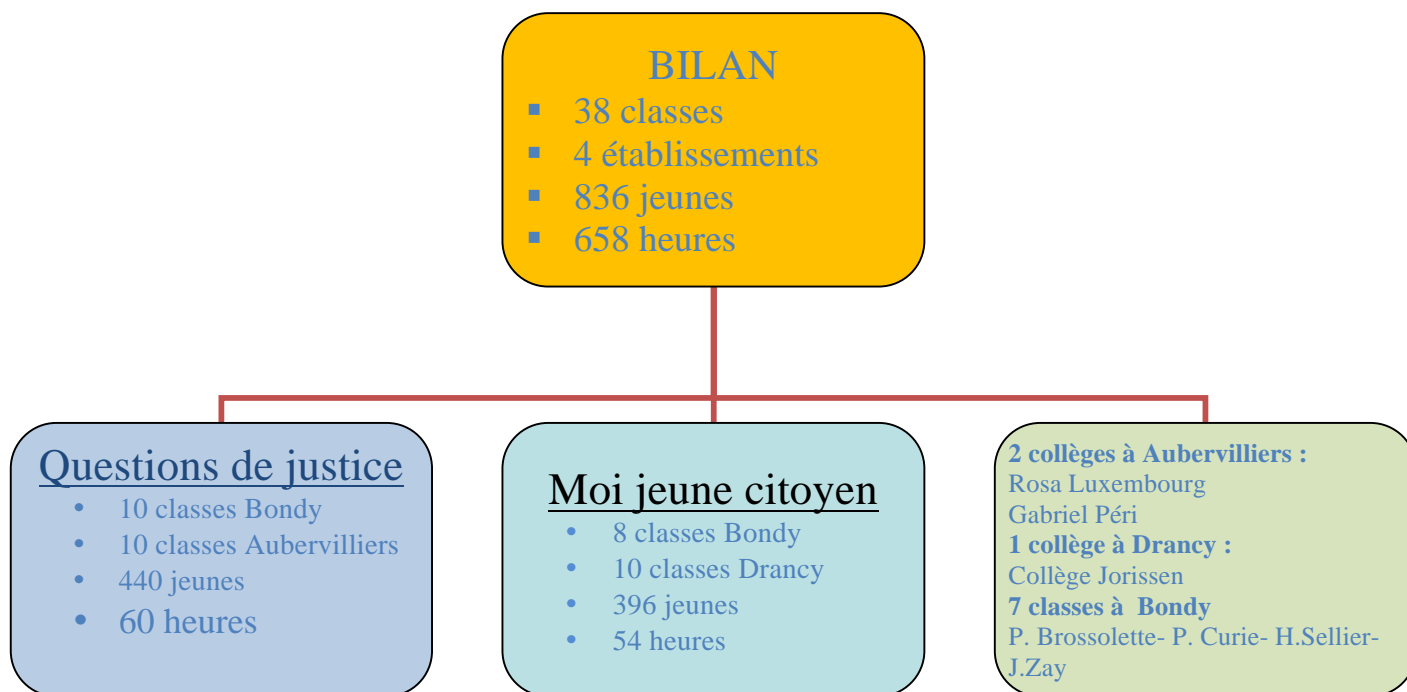 BILAN
▪ 38 classes
▪ 4 établissements
▪ 836 jeunes
▪ 658 heures
Questions de justice
• 10 classes Bondy
• 10 classes Aubervilliers
• 440 jeunes
• 60 heures
Moi jeune citoyen
• 8 classes Bondy
• 10 classes Drancy
• 396 jeunes
• 54 heures
2 collèges à Aubervilliers :
Rosa Luxembourg
Gabriel Péri
1 collège à Drancy :
Collège Jorissen
7 classes à Bondy
P. Brossolette- P. Curie- H.Sellier-
J.Zay